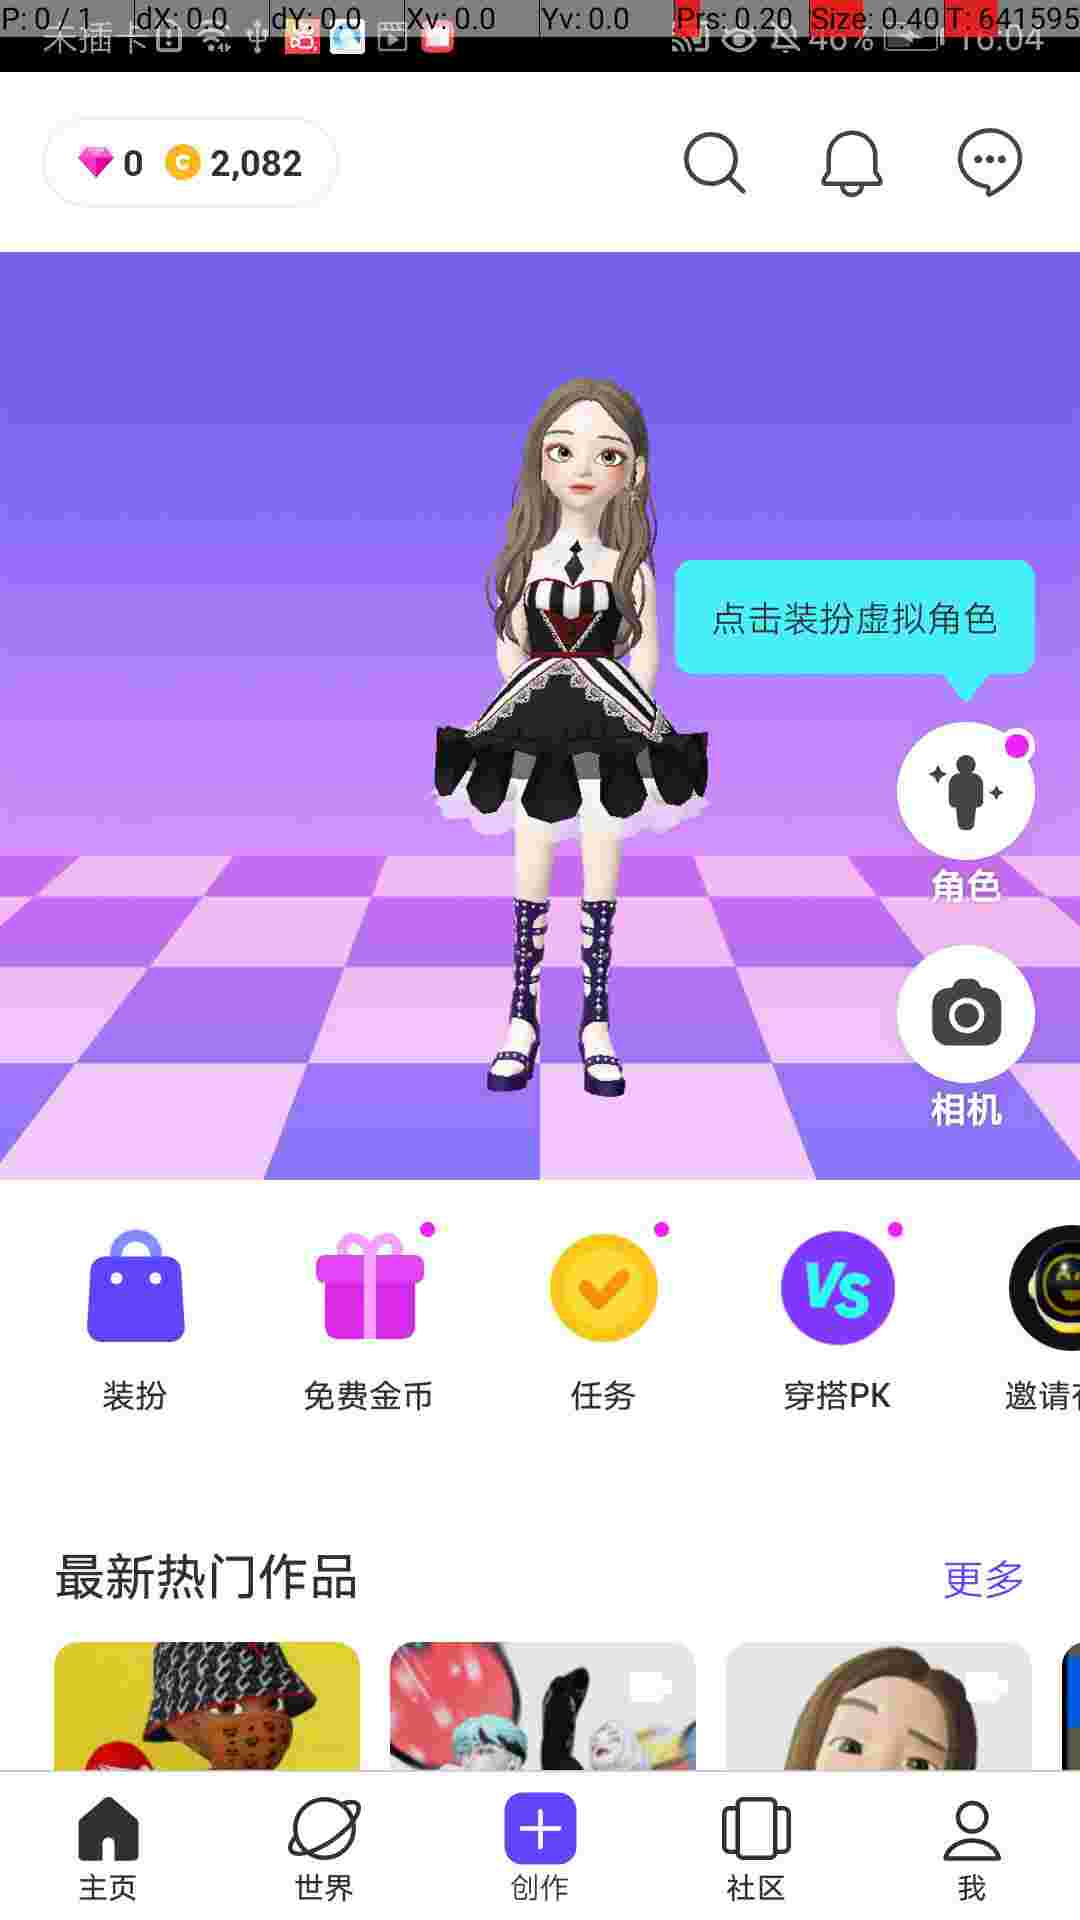 P: 0 / 1 dX: 0.0 dY: 0.0 Xv: 0.0 Yv: 0.0 Prs: 0.20 Size: 0.40 T: 641595
未插卡 46% 16:04
0 C 2,082
点击装扮虚拟角色
角色
相机
VS
装扮 免费金币 任务 穿搭PK 邀请
最新热门作品 更多
主页 世界 创作 社区 我